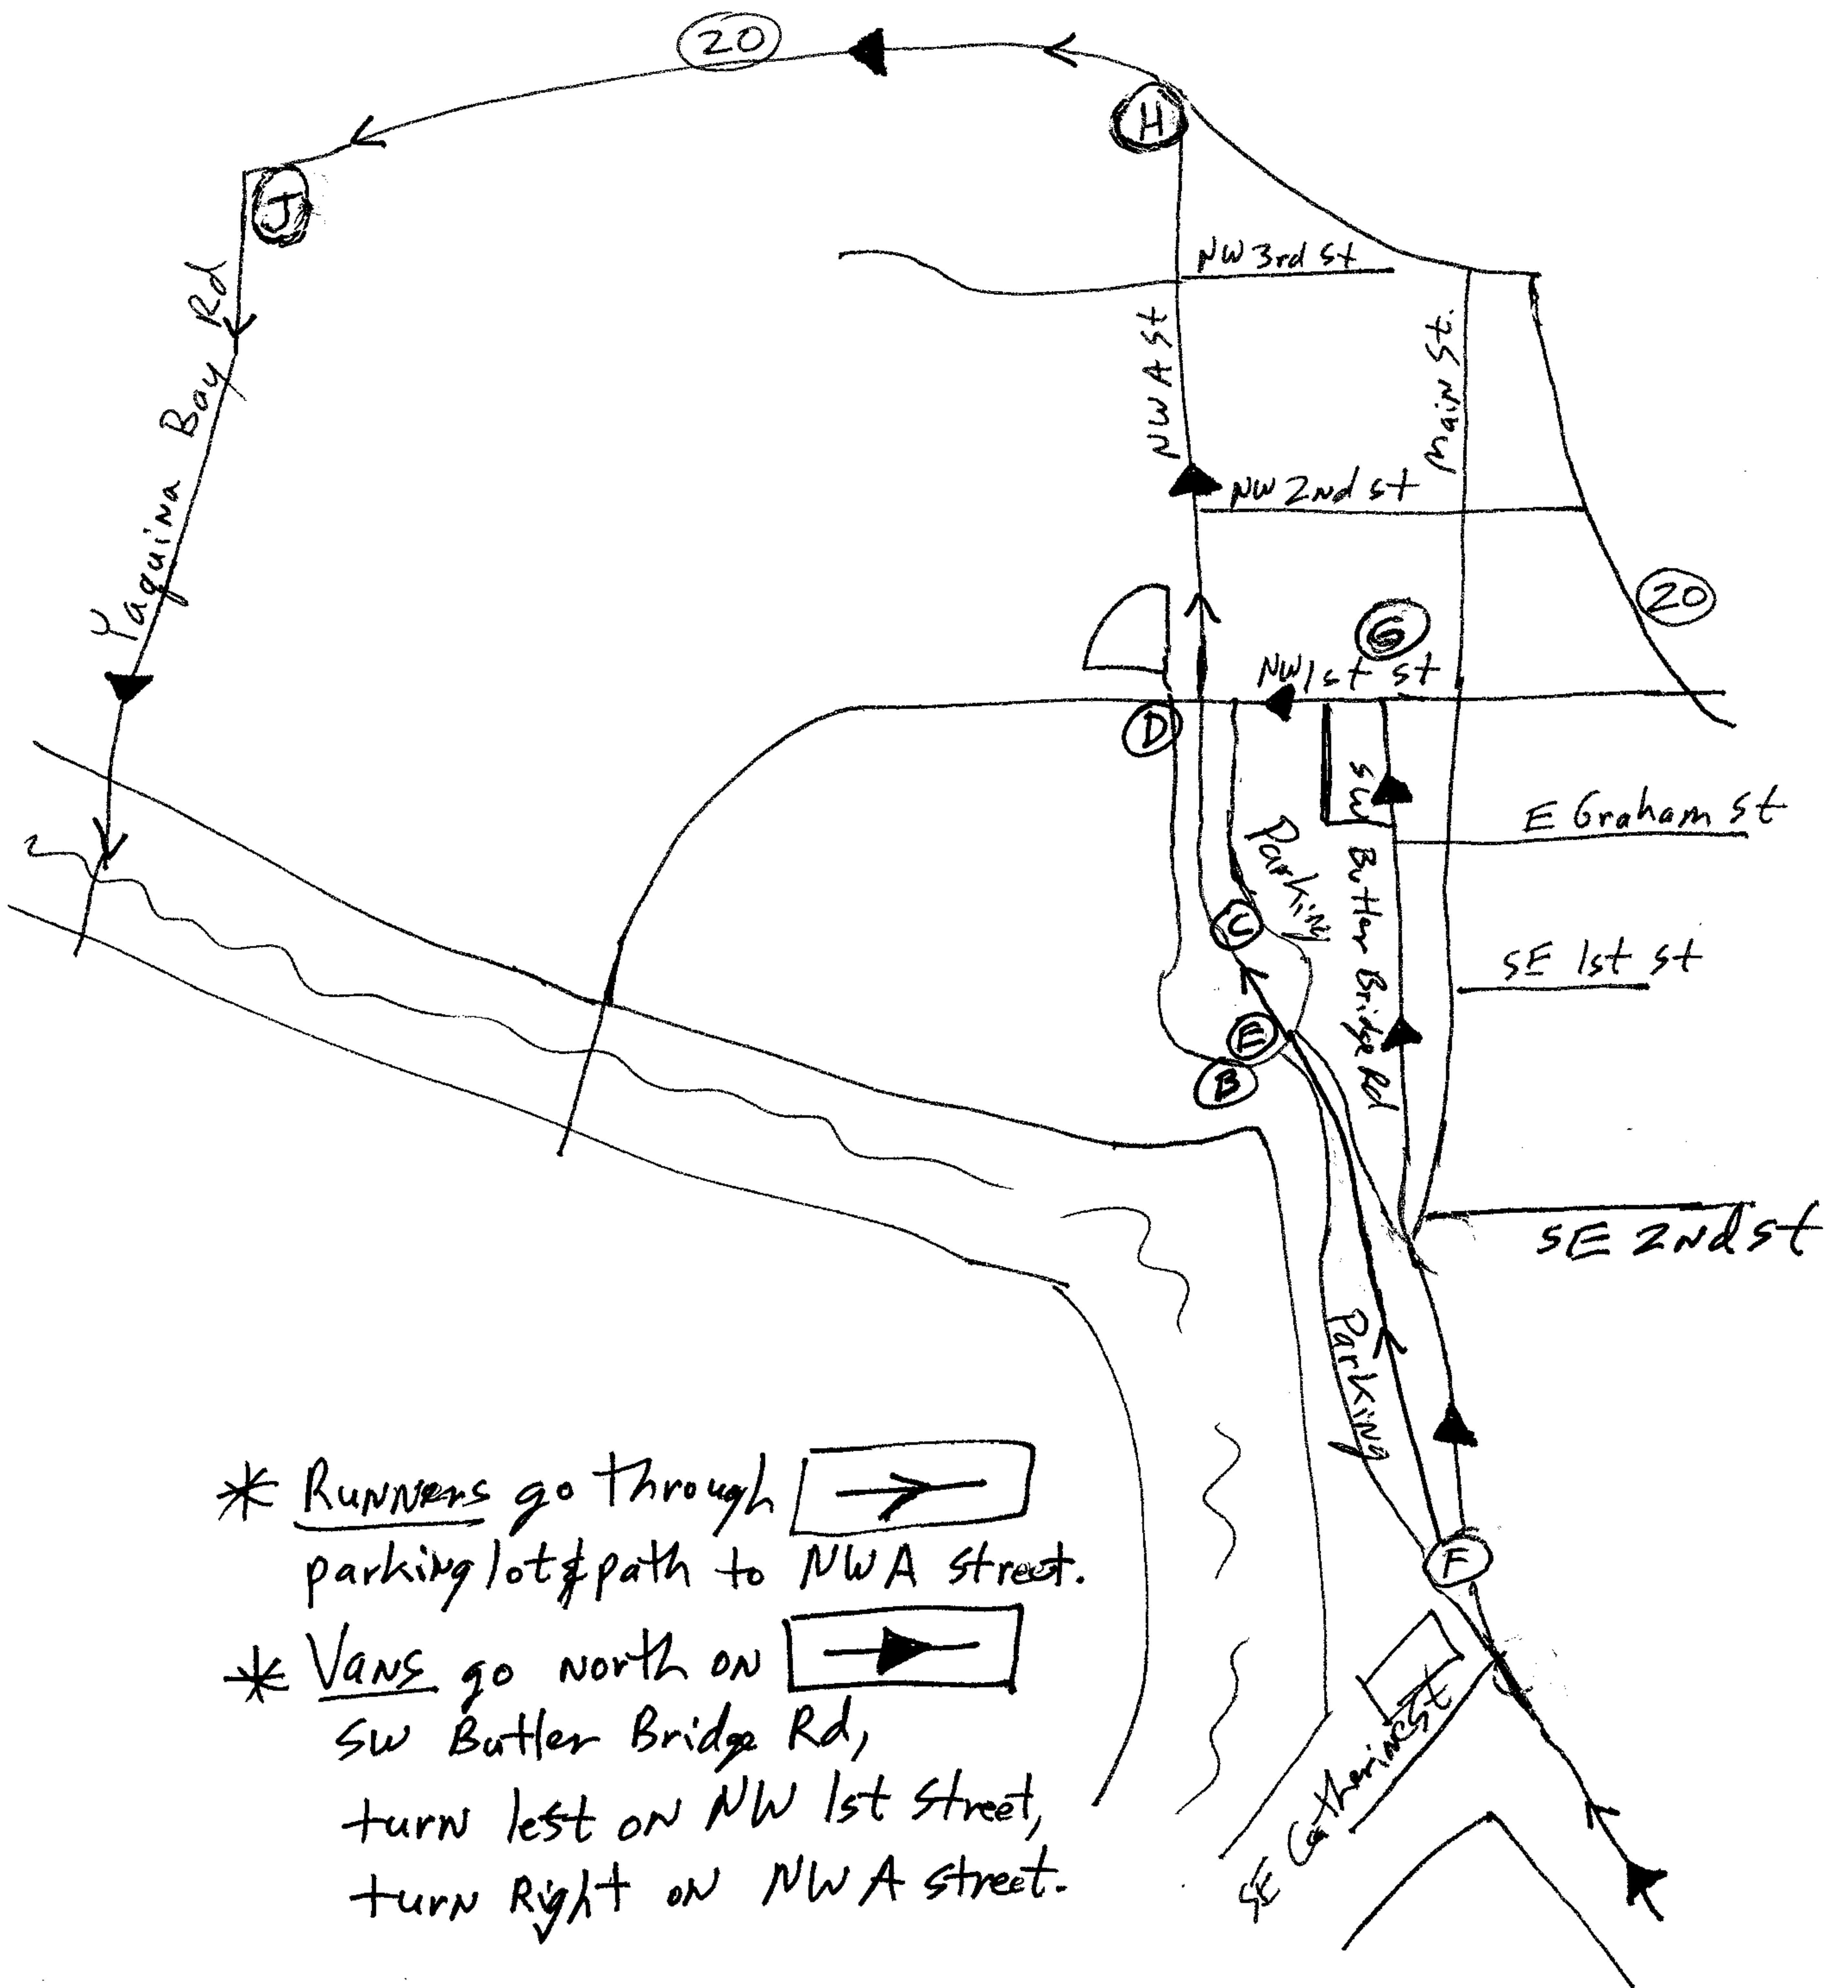 20
H
J
NW 3rd St
Yaquina Bay Rd
NW A St
Main St.
NW 2nd St
20
G
NW 1st St
D
SW Butler Bridge Rd
E Graham St
Parking
C
SE 1st St
E
B
SE 2nd St
Parking
* Runners go through
parking lot & path to NW A Street.
F
* Vans go North on
SW Butler Bridge Rd,
turn lest on NW 1st Street,
turn Right on NW A Street.
SE Catherine St